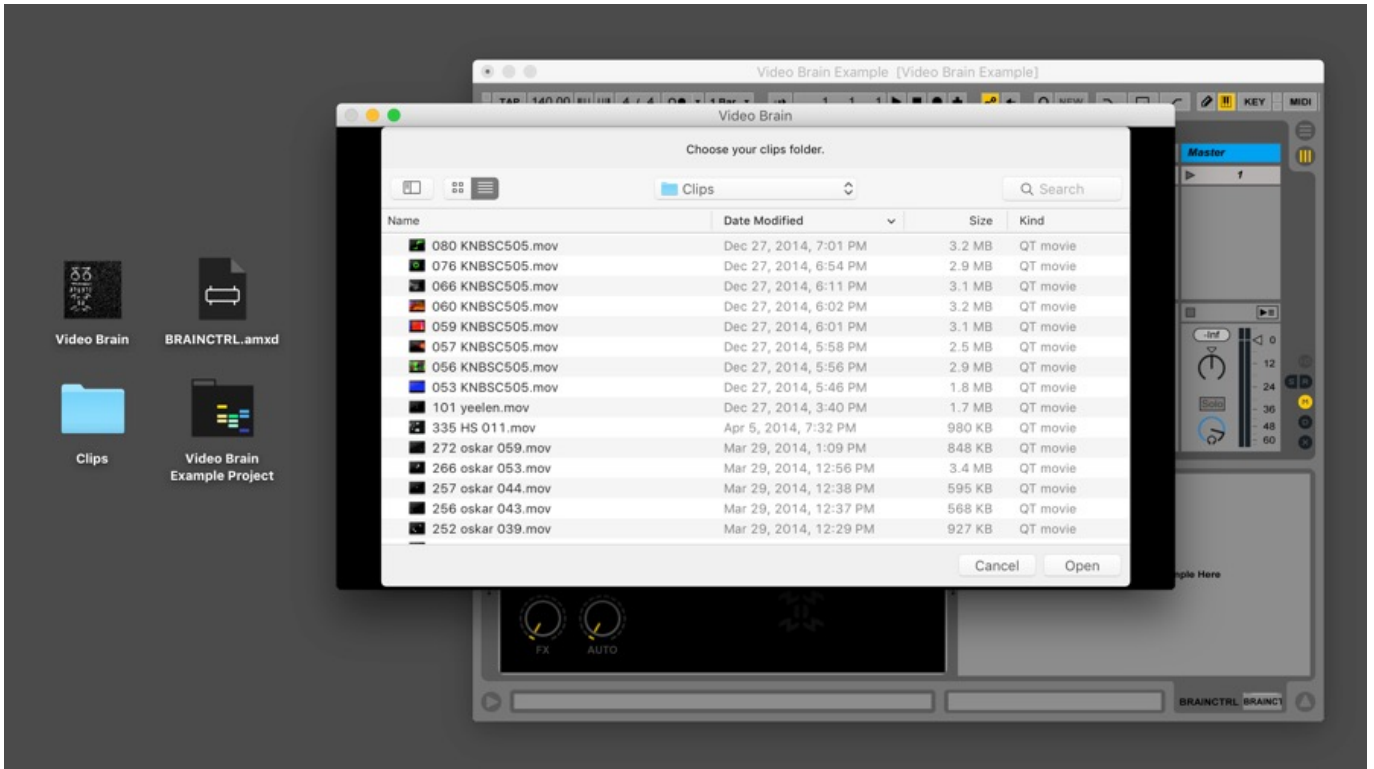 Video Brain Example [Video Brain Example]
TAP 140.00 4 / 4 1 Bar 1 1 1 NEW KEY MIDI
Video Brain
Choose your clips folder.
Master
1
Clips
Search
Name Date Modified Size Kind
080 KNBSC505.mov Dec 27, 2014, 7:01 PM 3.2 MB QT movie
076 KNBSC505.mov Dec 27, 2014, 6:54 PM 2.9 MB QT movie
066 KNBSC505.mov Dec 27, 2014, 6:11 PM 3.1 MB QT movie
060 KNBSC505.mov Dec 27, 2014, 6:02 PM 3.2 MB QT movie
059 KNBSC505.mov Dec 27, 2014, 6:01 PM 3.1 MB QT movie
057 KNBSC505.mov Dec 27, 2014, 5:58 PM 2.5 MB QT movie
056 KNBSC505.mov Dec 27, 2014, 5:56 PM 2.9 MB QT movie
053 KNBSC505.mov Dec 27, 2014, 5:46 PM 1.8 MB QT movie
101 yeelen.mov Dec 27, 2014, 3:40 PM 1.7 MB QT movie
335 HS 011.mov Apr 5, 2014, 7:32 PM 980 KB QT movie
272 oskar 059.mov Mar 29, 2014, 1:09 PM 848 KB QT movie
266 oskar 053.mov Mar 29, 2014, 12:56 PM 3.4 MB QT movie
257 oskar 044.mov Mar 29, 2014, 12:38 PM 595 KB QT movie
256 oskar 043.mov Mar 29, 2014, 12:37 PM 568 KB QT movie
252 oskar 039.mov Mar 29, 2014, 12:29 PM 927 KB QT movie
Cancel Open
Video Brain
BRAINCTRL.amxd
Clips
Video Brain
Example Project
-Inf
0
12
24
Solo
36
48
60
S R
M
Here
FX AUTO
BRAINCTRL BRAINCT